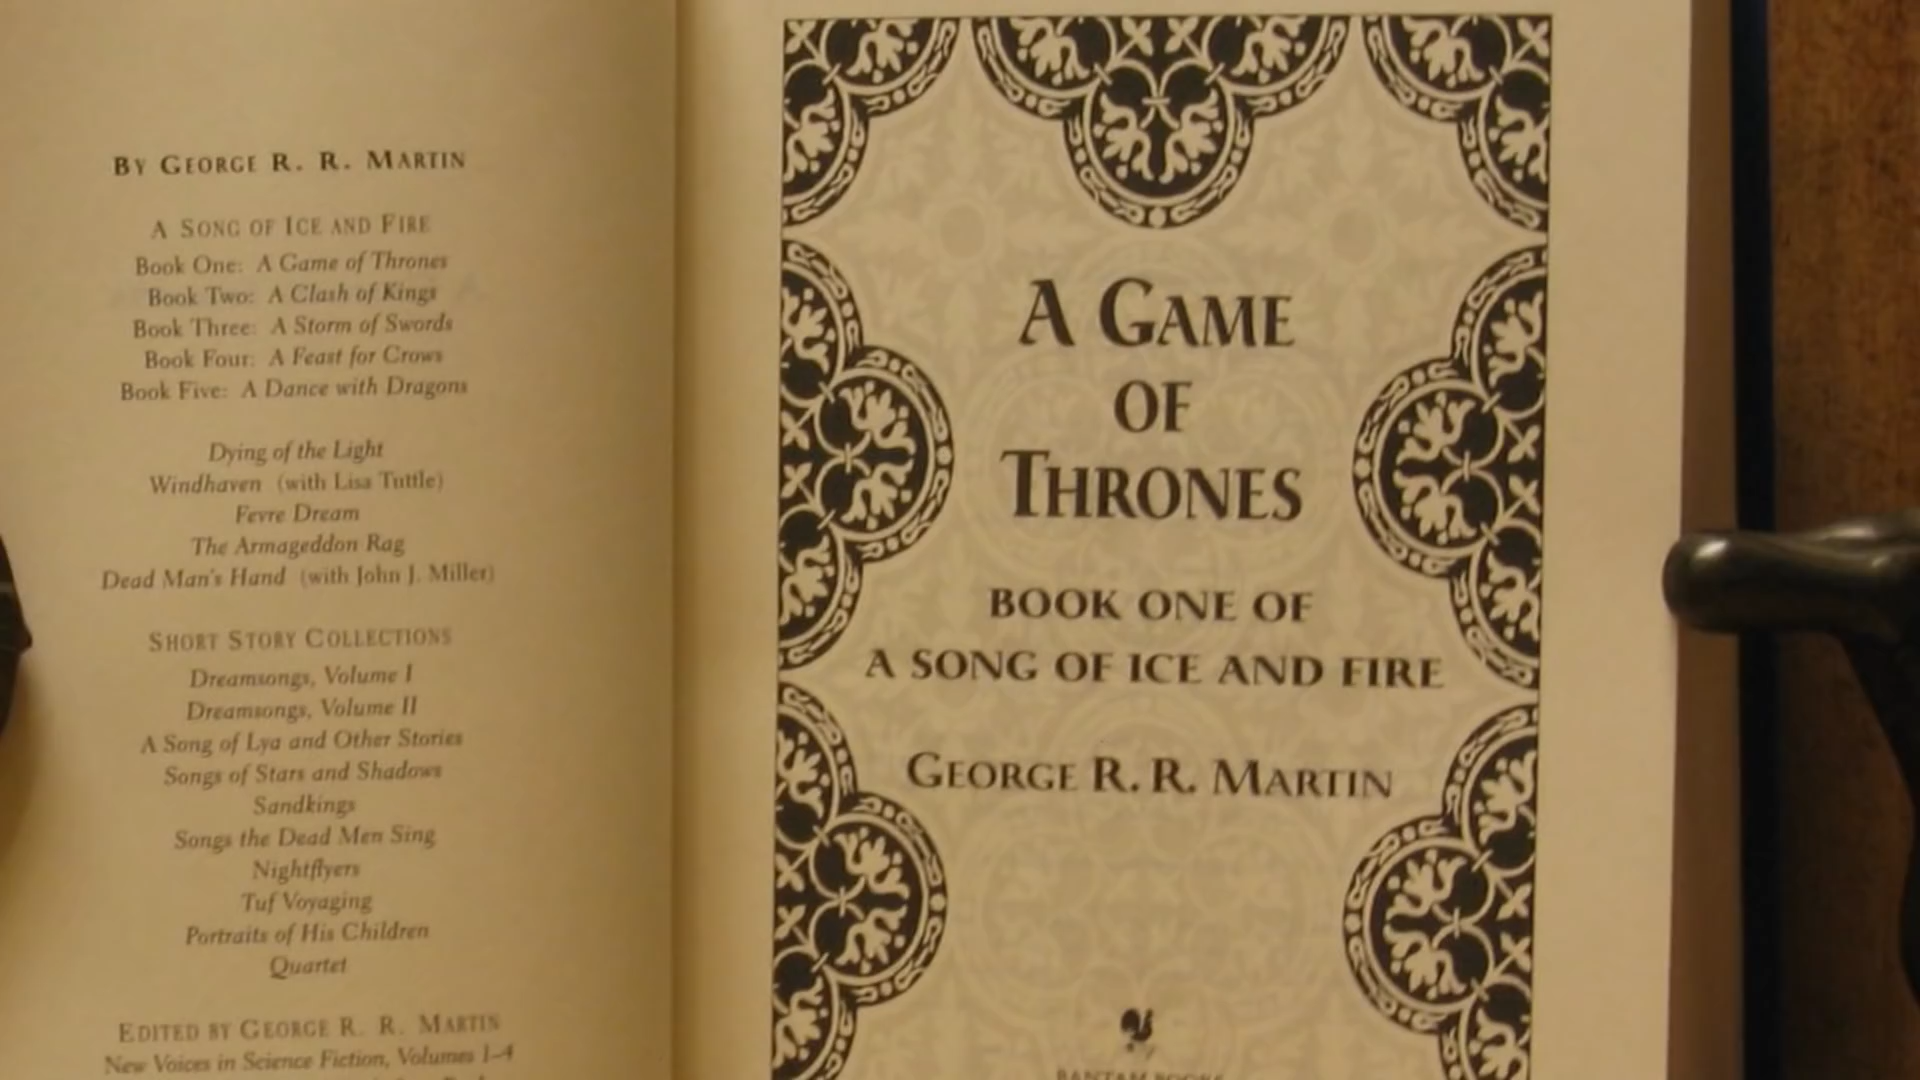 BY GEORGE R. R. MARTIN
A SONG OF ICE AND FIRE
Book One: A Game of Thrones
Book Two: A Clash of Kings
Book Three: A Storm of Swords
Book Four: A Feast for Crows
Book Five: A Dance with Dragons
Dying of the Light
Windhaven (with Lisa Tuttle)
Fevre Dream
The Armageddon Rag
Dead Man's Hand (with John J. Miller)
SHORT STORY COLLECTIONS
Dreamsongs, Volume I
Dreamsongs, Volume II
A Song of Lya and Other Stories
Songs of Stars and Shadows
Sandkings
Songs the Dead Men Sing
Nightflyers
Tuf Voyaging
Portraits of His Children
Quartet
EDITED BY GEORGE R. R. MARTIN
New Voices in Science Fiction, Volumes 1–4
A GAME
OF
THRONES
BOOK ONE OF
A SONG OF ICE AND FIRE
GEORGE R. R. MARTIN
BANTAM BOOKS